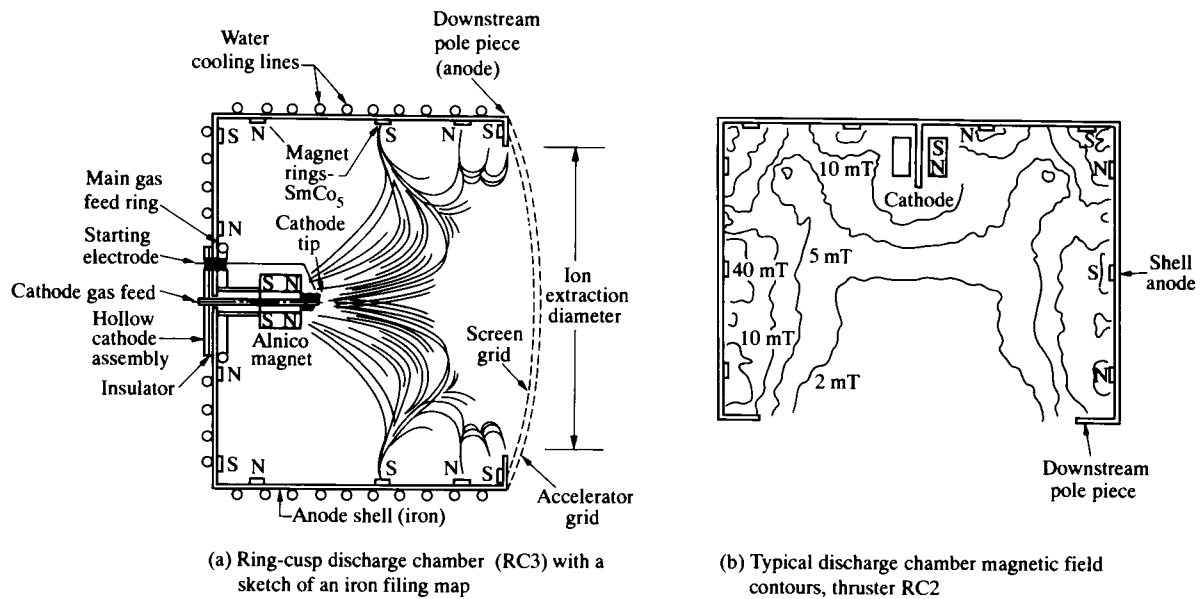 Water
cooling lines
Downstream
pole piece
(anode)
S
N
S
N
S
Magnet
rings-
SmCo5
Main gas
feed ring
N
Cathode
tip
Starting
electrode
S N
Cathode gas feed
S N
Hollow
cathode
assembly
Alnico
magnet
Insulator
N
Ion
extraction
diameter
Screen
grid
S
N
S
N
S
Anode shell (iron)
Accelerator
grid
(a) Ring-cusp discharge chamber (RC3) with a
sketch of an iron filing map
N
S
S
N
N
10 mT
Cathode
5 mT
40 mT
S
Shell
anode
10 mT
2 mT
N
Downstream
pole piece
(b) Typical discharge chamber magnetic field
contours, thruster RC2